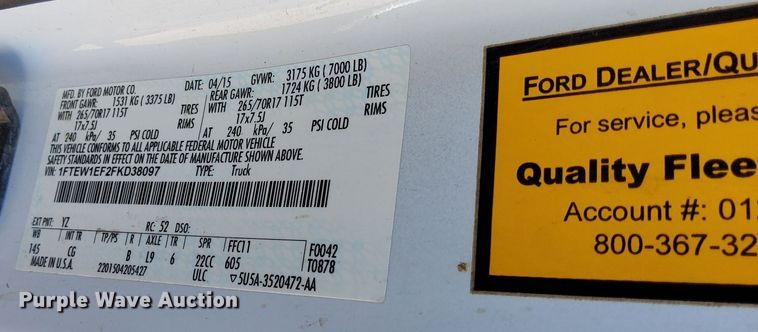 MFD. BY FORD MOTOR CO.
DATE: 04/15 GVWR: 3175 KG ( 7000 LB)
FRONT GAWR: 1531 KG ( 3375 LB) REAR GAWR: 1724 KG ( 3800 LB)
WITH 265/70R17 115T TIRES WITH 265/70R17 115T TIRES
17x7.5J RIMS 17x7.5J RIMS
AT 240 kPa/ 35 PSI COLD AT 240 kPa/ 35 PSI COLD
THIS VEHICLE CONFORMS TO ALL APPLICABLE FEDERAL MOTOR VEHICLE
SAFETY STANDARDS IN EFFECT ON THE DATE OF MANUFACTURE SHOWN ABOVE.
VIN: 1FTEW1EF2FKD38097 TYPE: Truck
EXT PNT: YZ RC: 52 DSO:
WB INT TR TP/PS R AXLE TR SPR FFC11 F0042
145 CG B L9 6 22CC 605 T0878
MADE IN U.S.A. 2201504205427 ULC ▽5U5A-3520472-AA
FORD DEALER/QU
For service, pleas
Quality Flee
Account #: 01
800-367-32
Purple Wave Auction